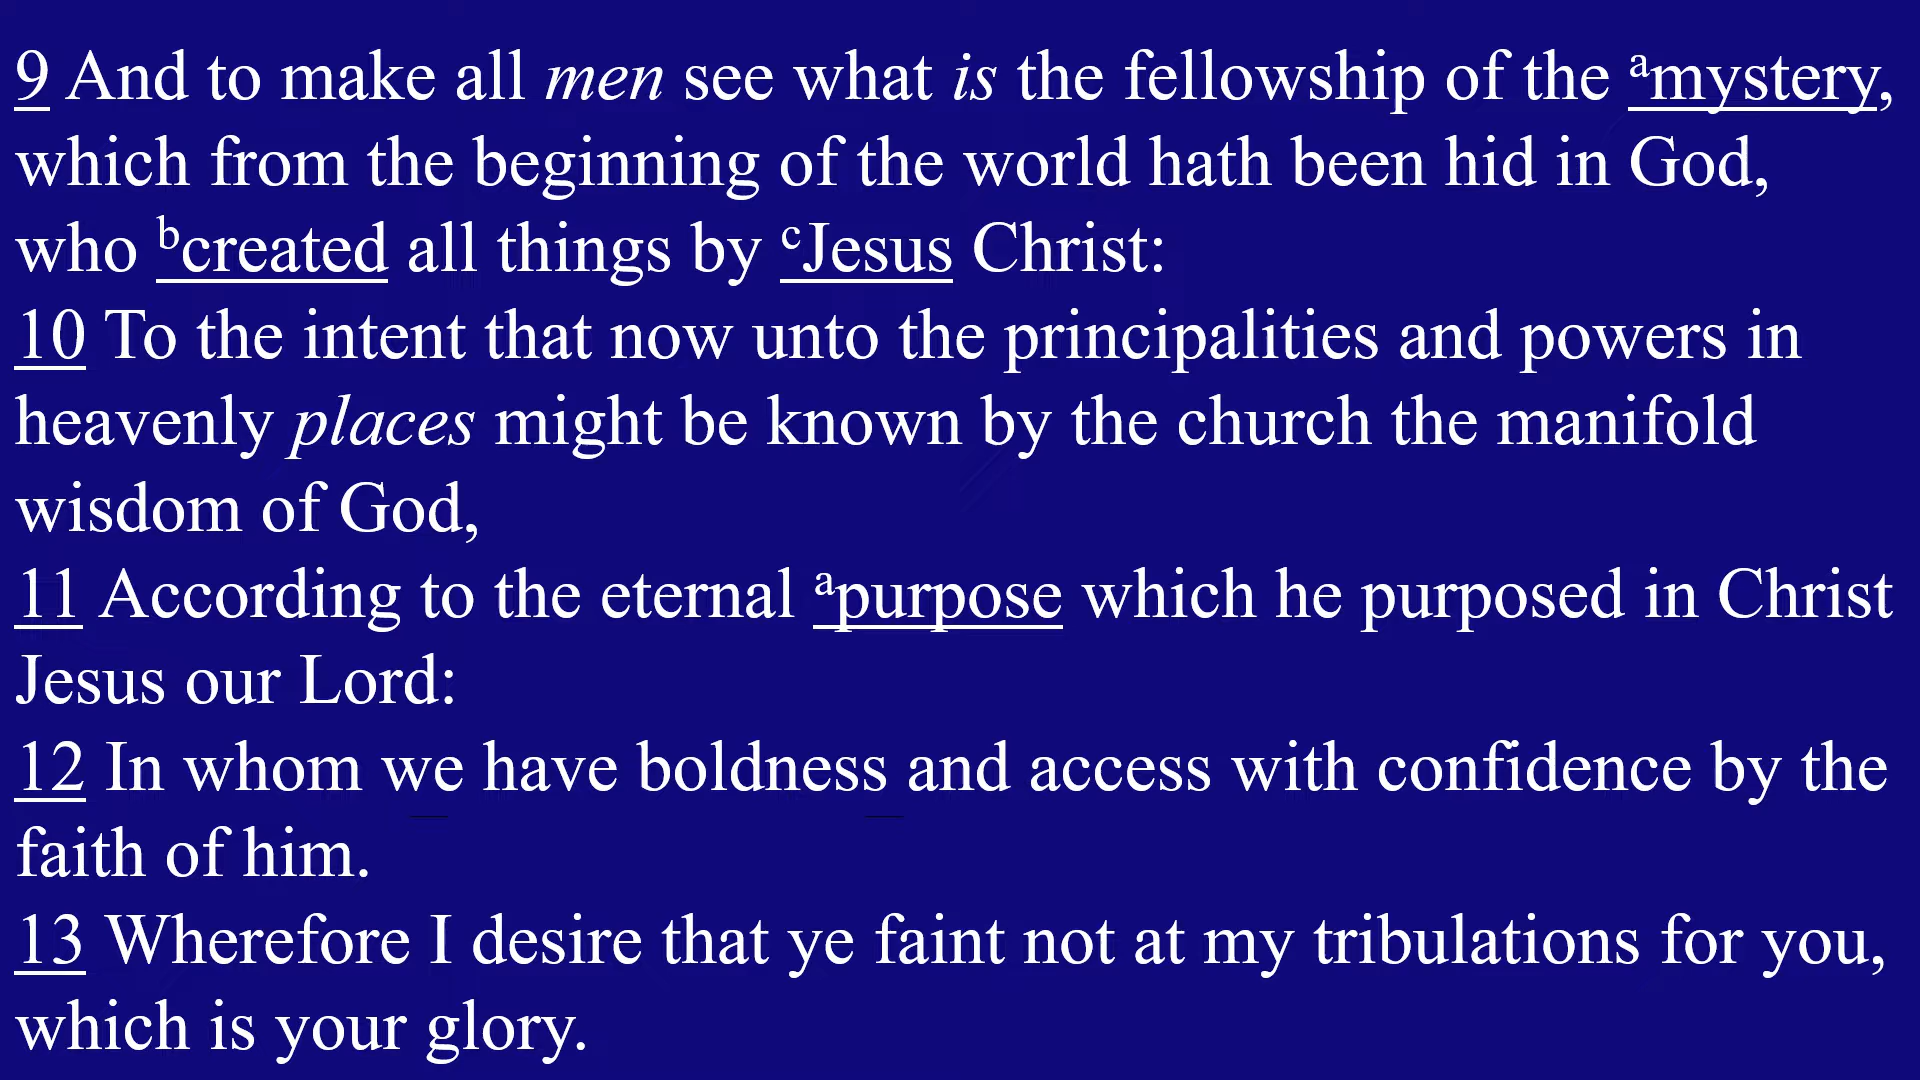 9 And to make all men see what is the fellowship of the amystery,
which from the beginning of the world hath been hid in God,
who bcreated all things by cJesus Christ:
10 To the intent that now unto the principalities and powers in
heavenly places might be known by the church the manifold
wisdom of God,
11 According to the eternal apurpose which he purposed in Christ
Jesus our Lord:
12 In whom we have boldness and access with confidence by the
faith of him.
13 Wherefore I desire that ye faint not at my tribulations for you,
which is your glory.